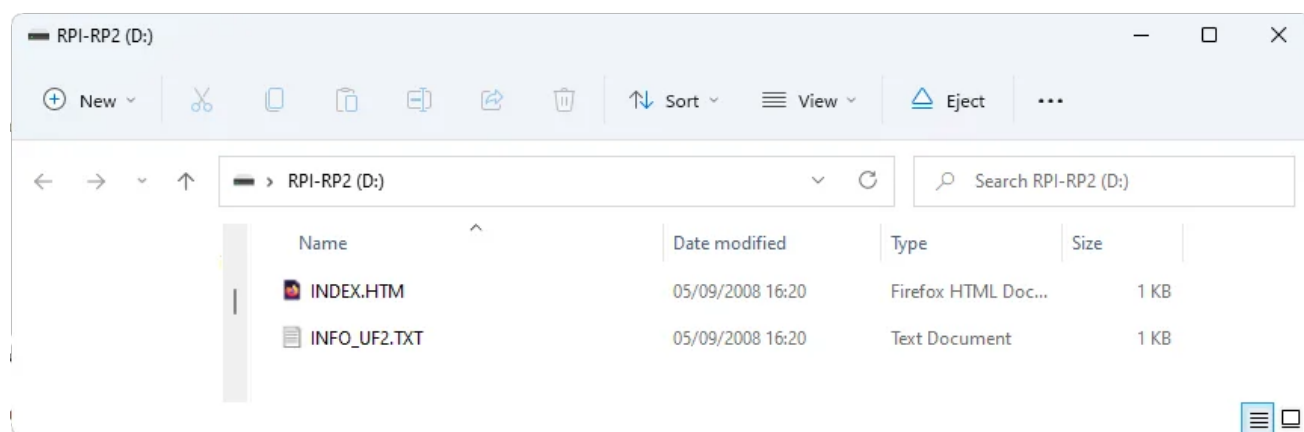 RPI-RP2 (D:)
New Sort View Eject
RPI-RP2 (D:) Search RPI-RP2 (D:)
Name Date modified Type Size
INDEX.HTM 05/09/2008 16:20 Firefox HTML Doc... 1 KB
INFO_UF2.TXT 05/09/2008 16:20 Text Document 1 KB